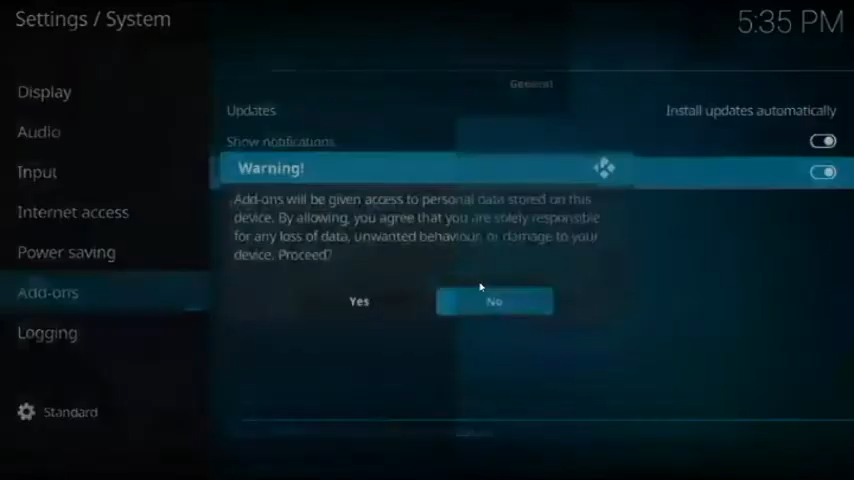 Settings / System
5:35 PM
Display
Audio
Input
Internet access
Power saving
Add-ons
Logging
Standard
General
Updates
Install updates automatically
Show notifications
Warning!
Add-ons will be given access to personal data stored on this
device. By allowing, you agree that you are solely responsible
for any loss of data, unwanted behaviour, or damage to your
device. Proceed?
Yes
No